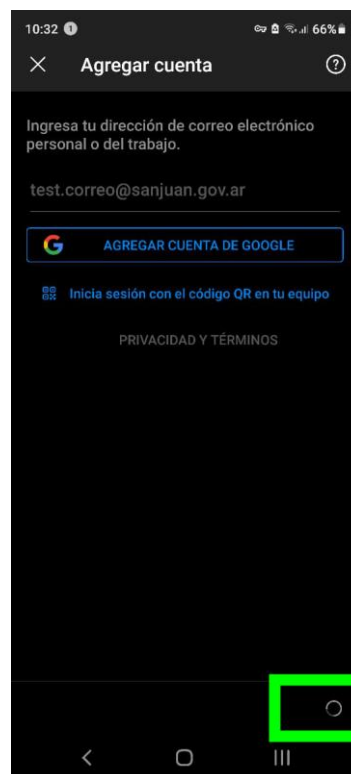 10:32 1 66%
Agregar cuenta
Ingresa tu dirección de correo electrónico
personal o del trabajo.
test.correo@sanjuan.gov.ar
G AGREGAR CUENTA DE GOOGLE
Inicia sesión con el código QR en tu equipo
PRIVACIDAD Y TÉRMINOS